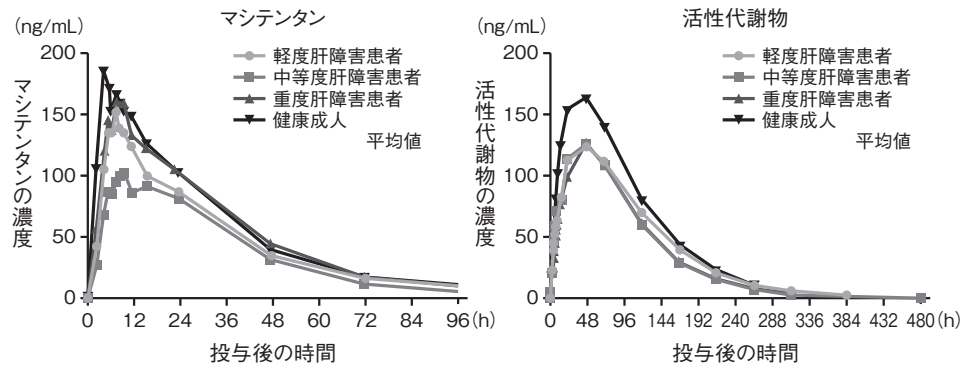 マシテンタン
(ng/mL)
200
150
100
50
0
マシテンタンの濃度
軽度肝障害患者
中等度肝障害患者
重度肝障害患者
健康成人
平均値
0 12 24 36 48 60 72 84 96 (h)
投与後の時間
活性代謝物
(ng/mL)
200
150
100
50
0
活性代謝物の濃度
軽度肝障害患者
中等度肝障害患者
重度肝障害患者
健康成人
平均値
0 48 96 144 192 240 288 336 384 432 480 (h)
投与後の時間